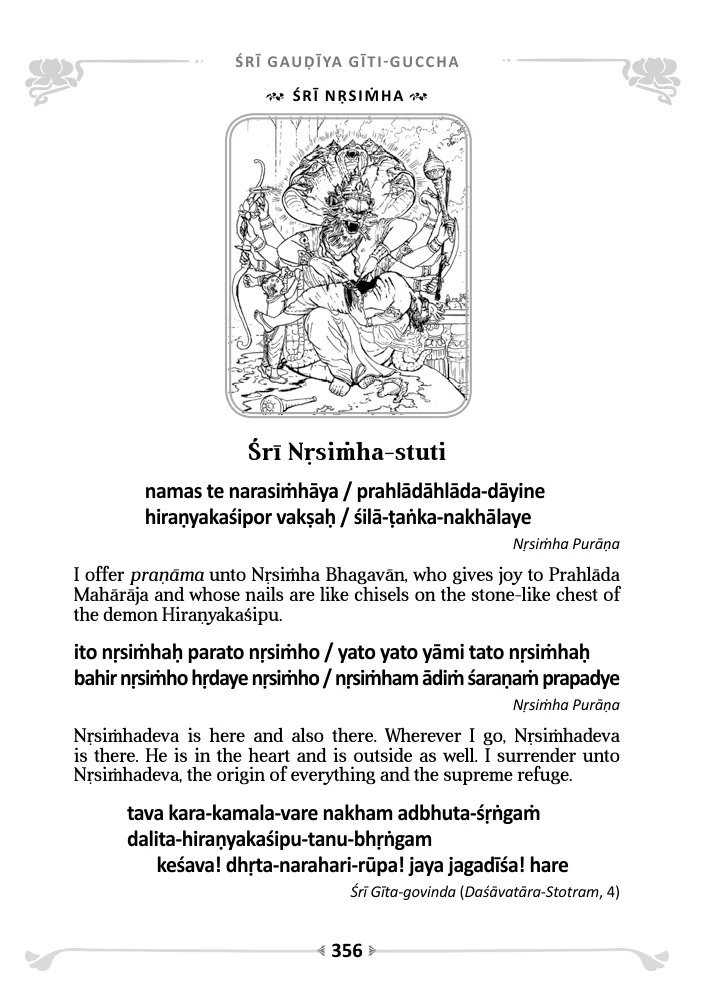 ŚRĪ GAUḌĪYA GĪTI-GUCCHA
ŚRĪ NṚSIṀHA
Śrī Nṛsiṁha-stuti
namas te narasiṁhāya / prahlādāhlāda-dāyine
hiraṇyakaśipor vakṣaḥ / śilā-ṭaṅka-nakhālaye
Nṛsiṁha Purāṇa
I offer praṇāma unto Nṛsiṁha Bhagavān, who gives joy to Prahlāda
Mahārāja and whose nails are like chisels on the stone-like chest of
the demon Hiraṇyakaśipu.
ito nṛsiṁhaḥ parato nṛsiṁho / yato yato yāmi tato nṛsiṁhaḥ
bahir nṛsiṁho hṛdaye nṛsiṁho / nṛsiṁham ādiṁ śaraṇaṁ prapadye
Nṛsiṁha Purāṇa
Nṛsiṁhadeva is here and also there. Wherever I go, Nṛsiṁhadeva
is there. He is in the heart and is outside as well. I surrender unto
Nṛsiṁhadeva, the origin of everything and the supreme refuge.
tava kara-kamala-vare nakham adbhuta-śṛṅgaṁ
dalita-hiraṇyakaśipu-tanu-bhṛṅgam
keśava! dhṛta-narahari-rūpa! jaya jagadīśa! hare
Śrī Gīta-govinda (Daśāvatāra-Stotram, 4)
356